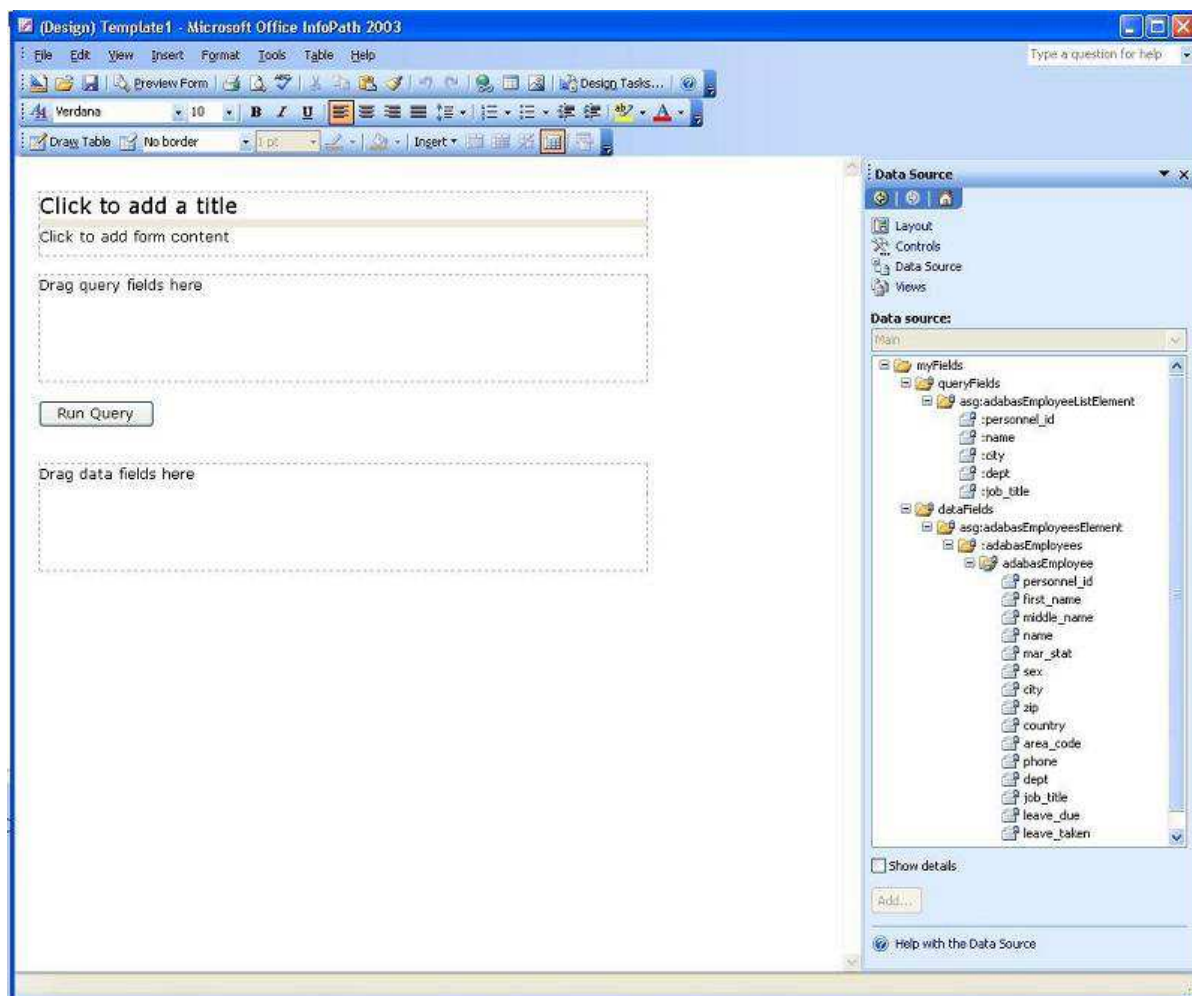 (Design) Template1 - Microsoft Office InfoPath 2003
File Edit View Insert Format Tools Table Help
Type a question for help
Preview Form Design Tasks...
Verdana 10 B I U
Draw Table No border 1 pt Insert
Click to add a title
Click to add form content
Drag query fields here
Run Query
Drag data fields here
Data Source
Layout
Controls
Data Source
Views
Data source:
Main
myFields
queryFields
asg:adabasEmployeeListElement
:personnel_id
:name
:city
:dept
:job_title
dataFields
asg:adabasEmployeesElement
:adabasEmployees
adabasEmployee
personnel_id
first_name
middle_name
name
mar_stat
sex
city
zip
country
area_code
phone
dept
job_title
leave_due
leave_taken
Show details
Add...
Help with the Data Source